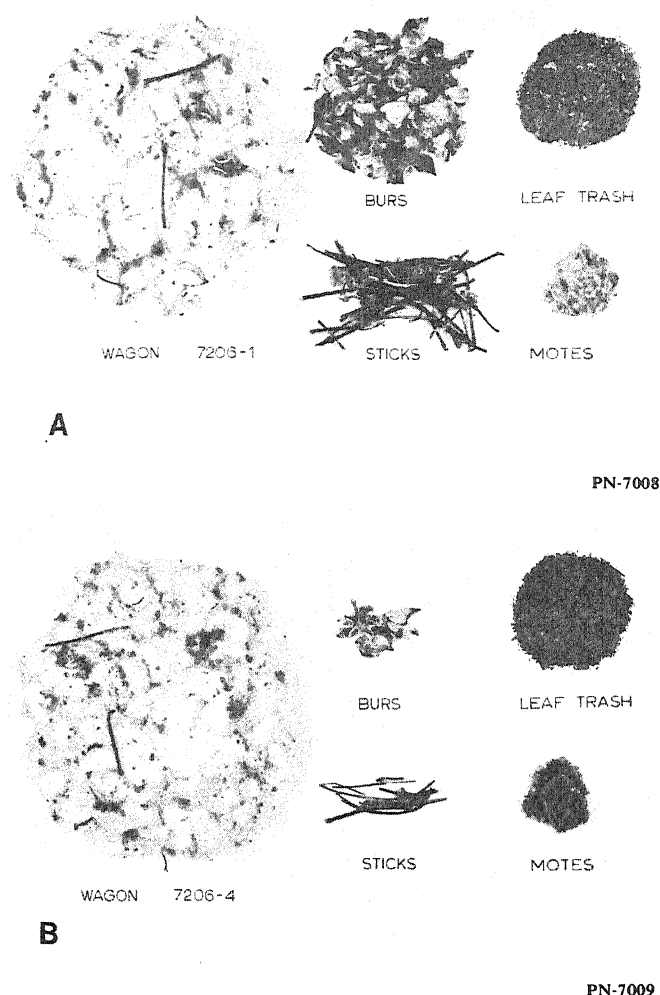 BURS
LEAF TRASH
WAGON 7206-1
STICKS
MOTES
A
PN-7008
BURS
LEAF TRASH
STICKS
MOTES
WAGON 7206-4
B
PN-7009